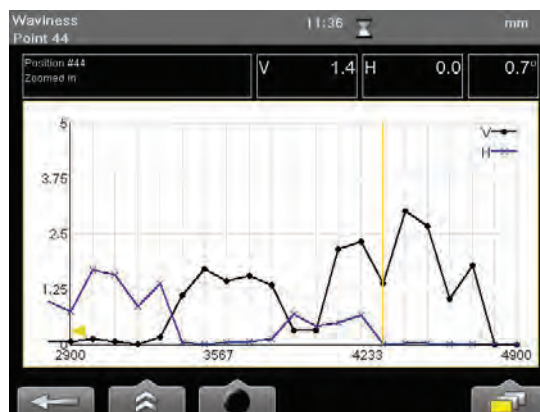 Waviness 11:36 mm
Point 44
Position #44
Zoomed in
V 1.4 H 0.0 0.7°
5
V
H
3.75
2.5
1.25
0
2900 3567 4233 4900